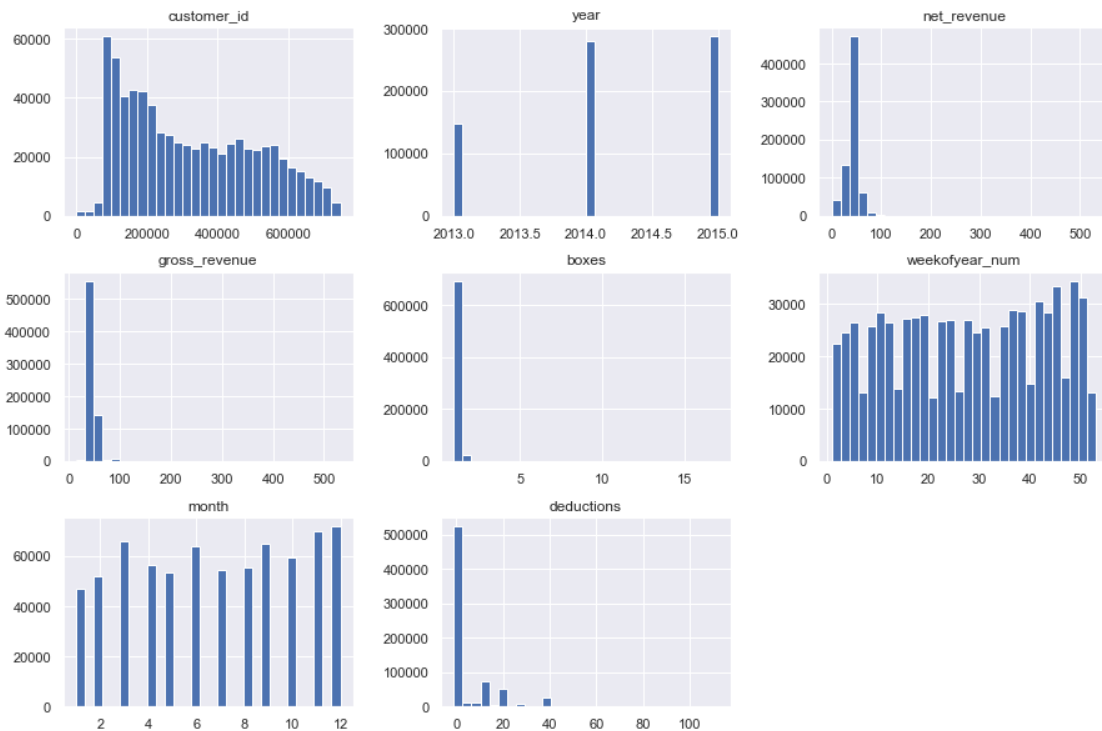 customer_id
60000
40000
20000
0
0 200000 400000 600000
year
300000
200000
100000
0
2013.0 2013.5 2014.0 2014.5 2015.0
net_revenue
400000
300000
200000
100000
0
0 100 200 300 400 500
gross_revenue
500000
400000
300000
200000
100000
0
0 100 200 300 400 500
boxes
600000
400000
200000
0
5 10 15
weekofyear_num
30000
20000
10000
0
0 10 20 30 40 50
month
60000
40000
20000
0
2 4 6 8 10 12
deductions
500000
400000
300000
200000
100000
0
0 20 40 60 80 100